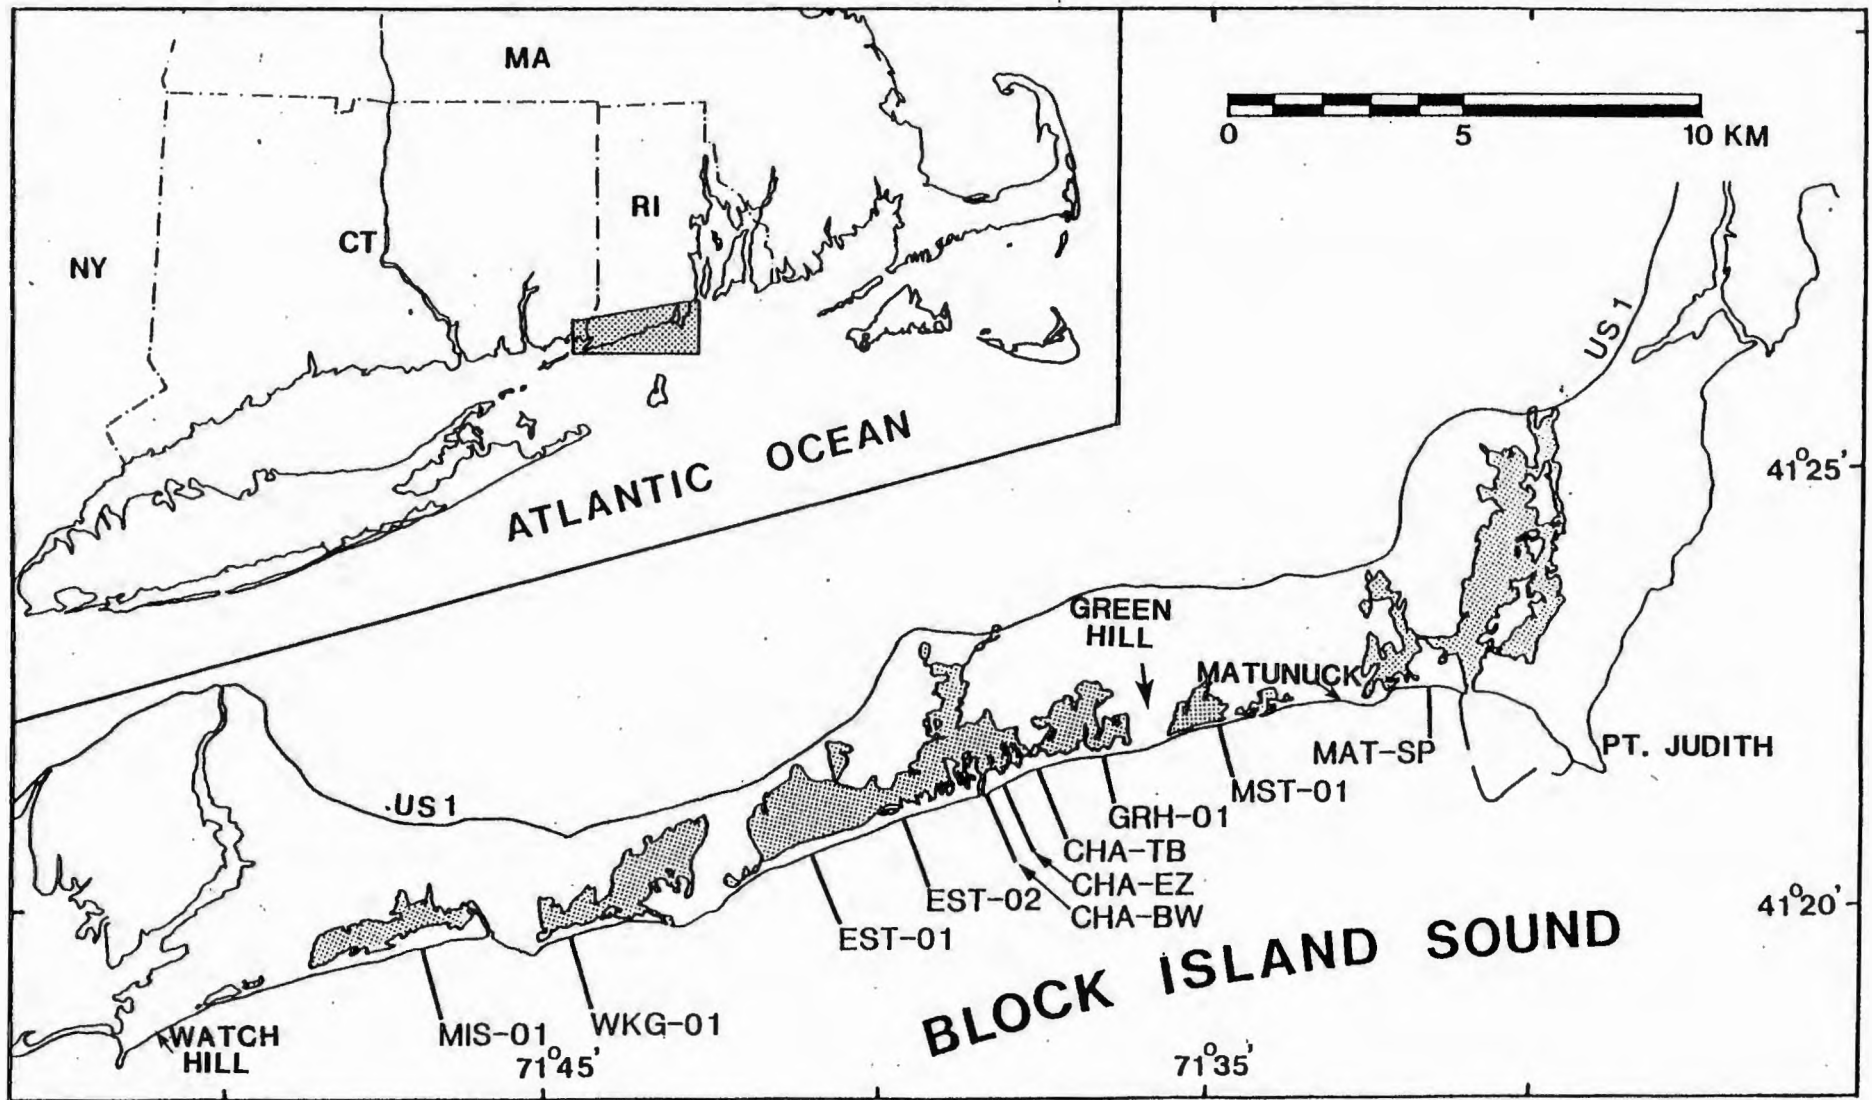 MA
NY
CT
RI
ATLANTIC OCEAN
0 5 10 KM
US 1
41°25'
GREEN
HILL
MATUNUCK
MAT-SP
PT. JUDITH
MST-01
GRH-01
CHA-TB
CHA-EZ
CHA-BW
EST-02
EST-01
US 1
41°20'
BLOCK ISLAND SOUND
WKG-01
MIS-01
WATCH
HILL
71°45'
71°35'